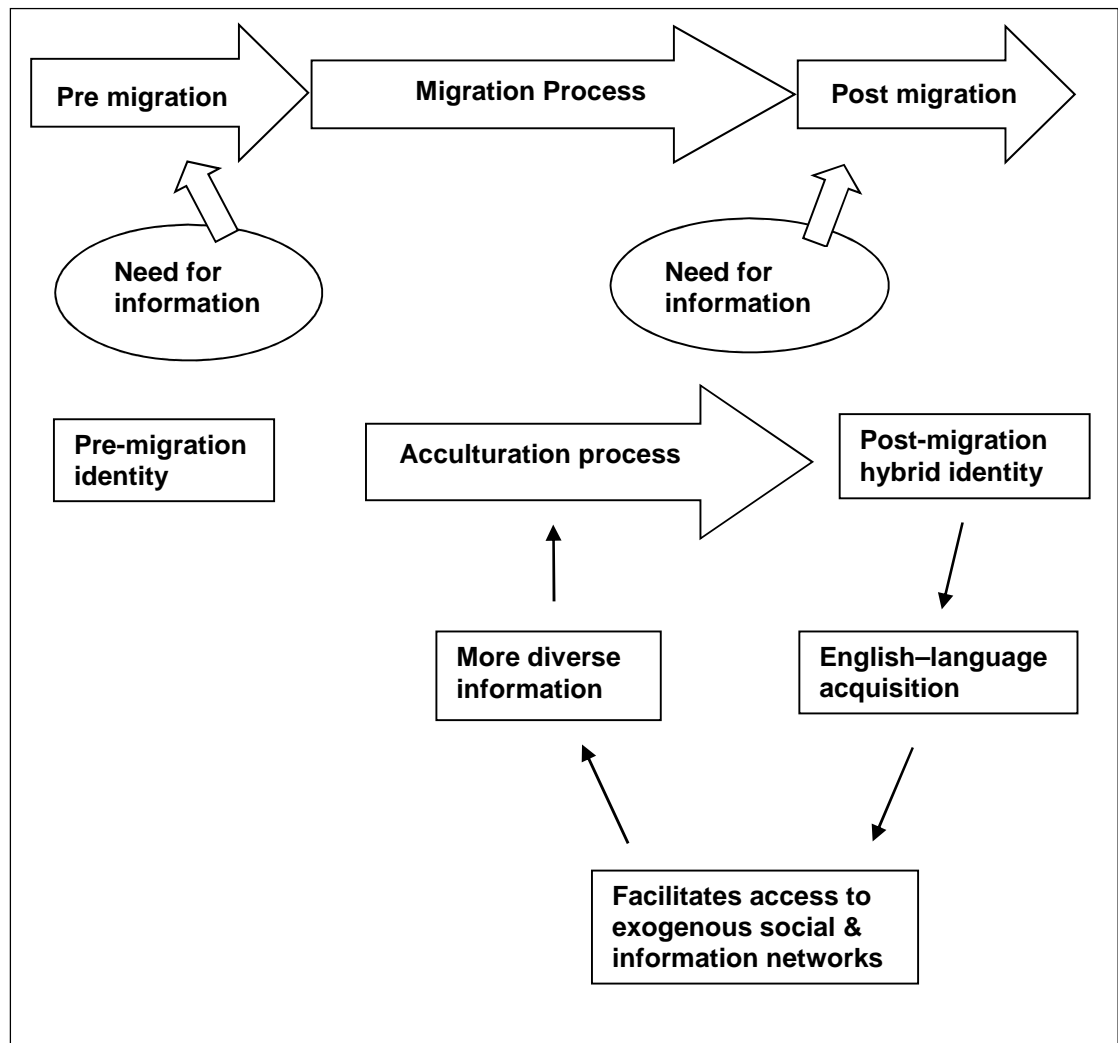 Pre migration
Migration Process
Post migration
Need for
information
Need for
information
Pre-migration
identity
Acculturation process
Post-migration
hybrid identity
More diverse
information
English–language
acquisition
Facilitates access to
exogenous social &
information networks